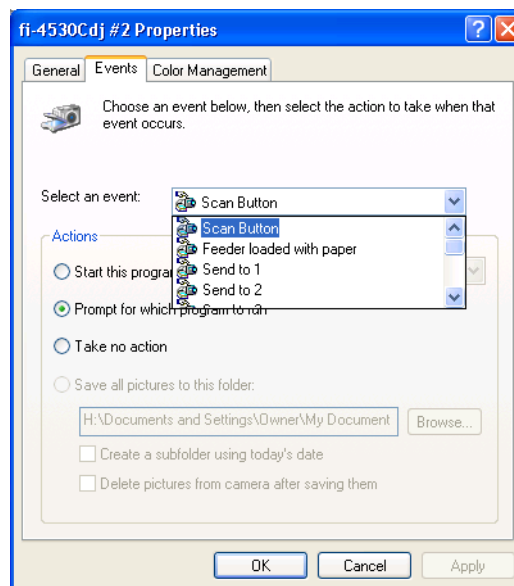 fi-4530Cdj #2 Properties
General
Events
Color Management
Choose an event below, then select the action to take when that
event occurs.
Select an event:
Scan Button
Scan Button
Feeder loaded with paper
Send to 1
Send to 2
Actions
Start this progra
Prompt for which program to run
Take no action
Save all pictures to this folder:
H:\Documents and Settings\Owner\My Document
Browse...
Create a subfolder using today's date
Delete pictures from camera after saving them
OK
Cancel
Apply